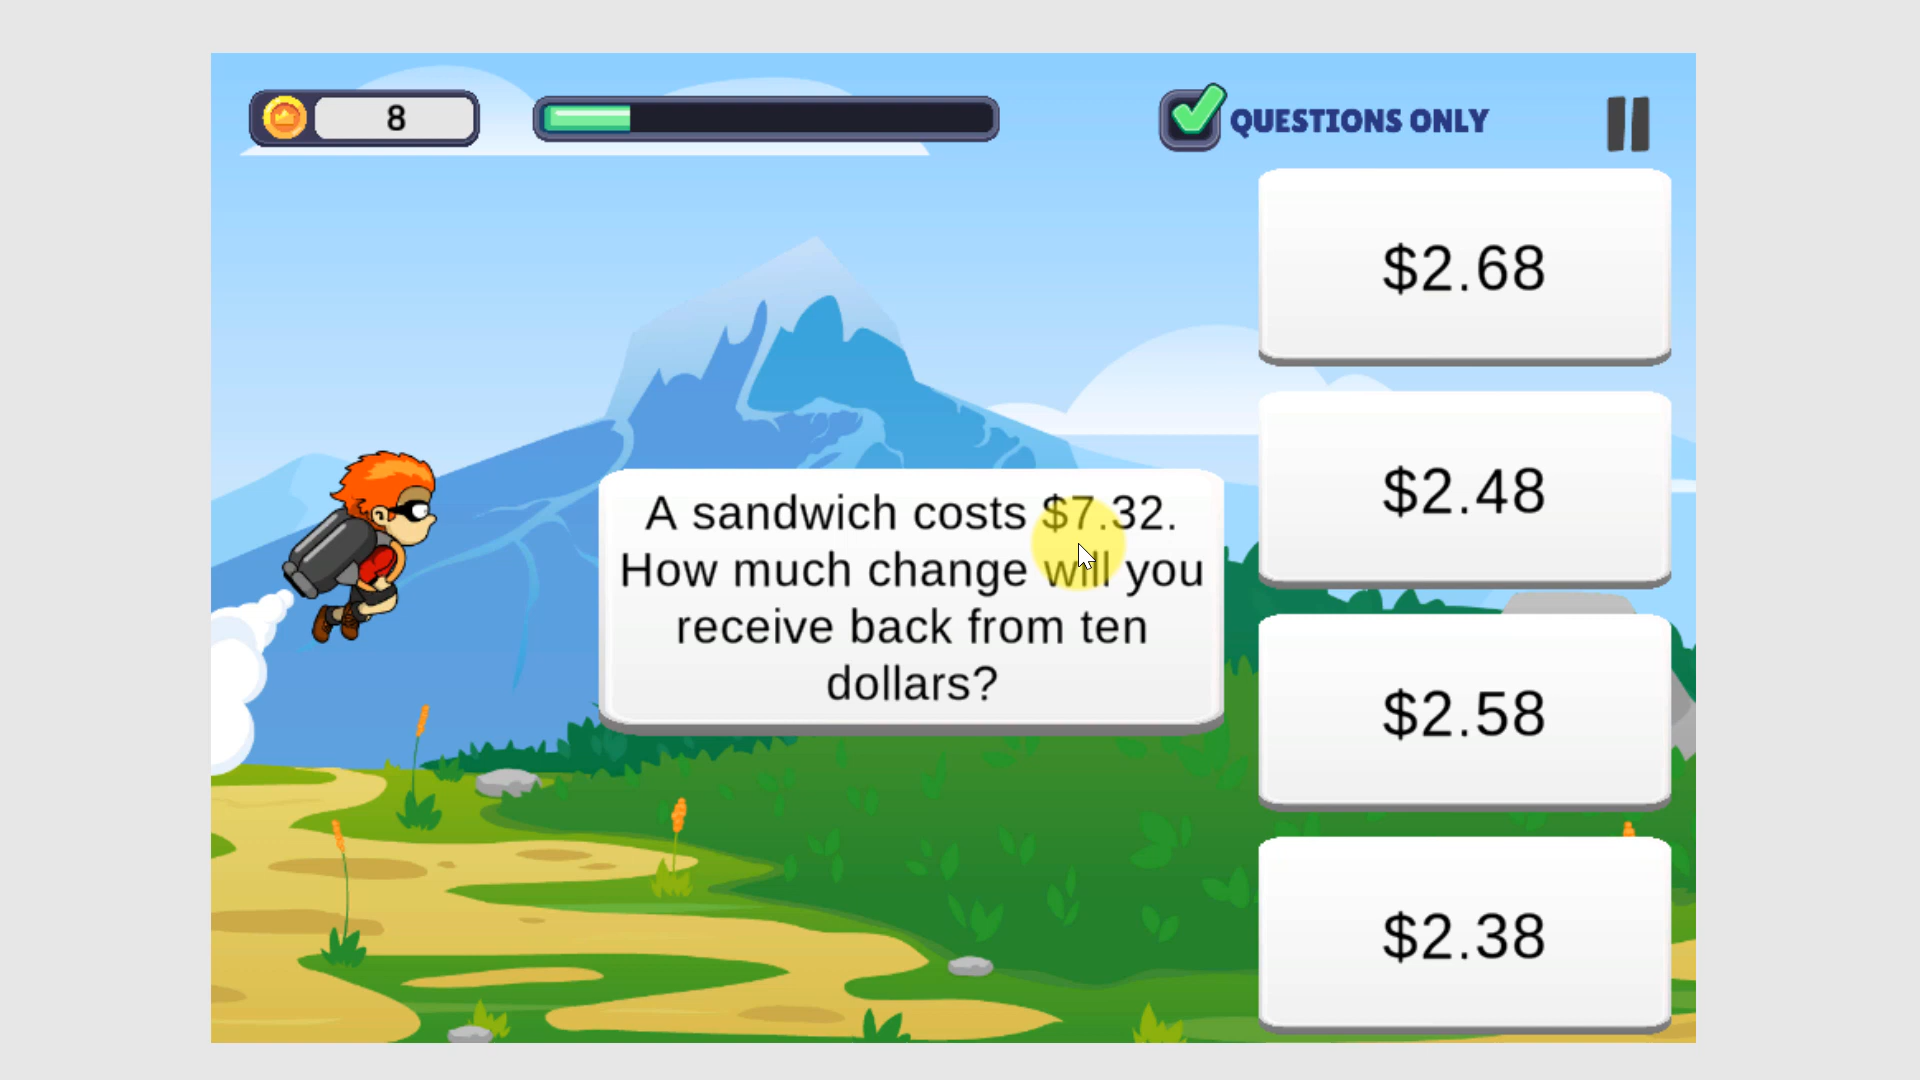 8
QUESTIONS ONLY
A sandwich costs $7.32.
How much change will you
receive back from ten
dollars?
$2.68
$2.48
$2.58
$2.38